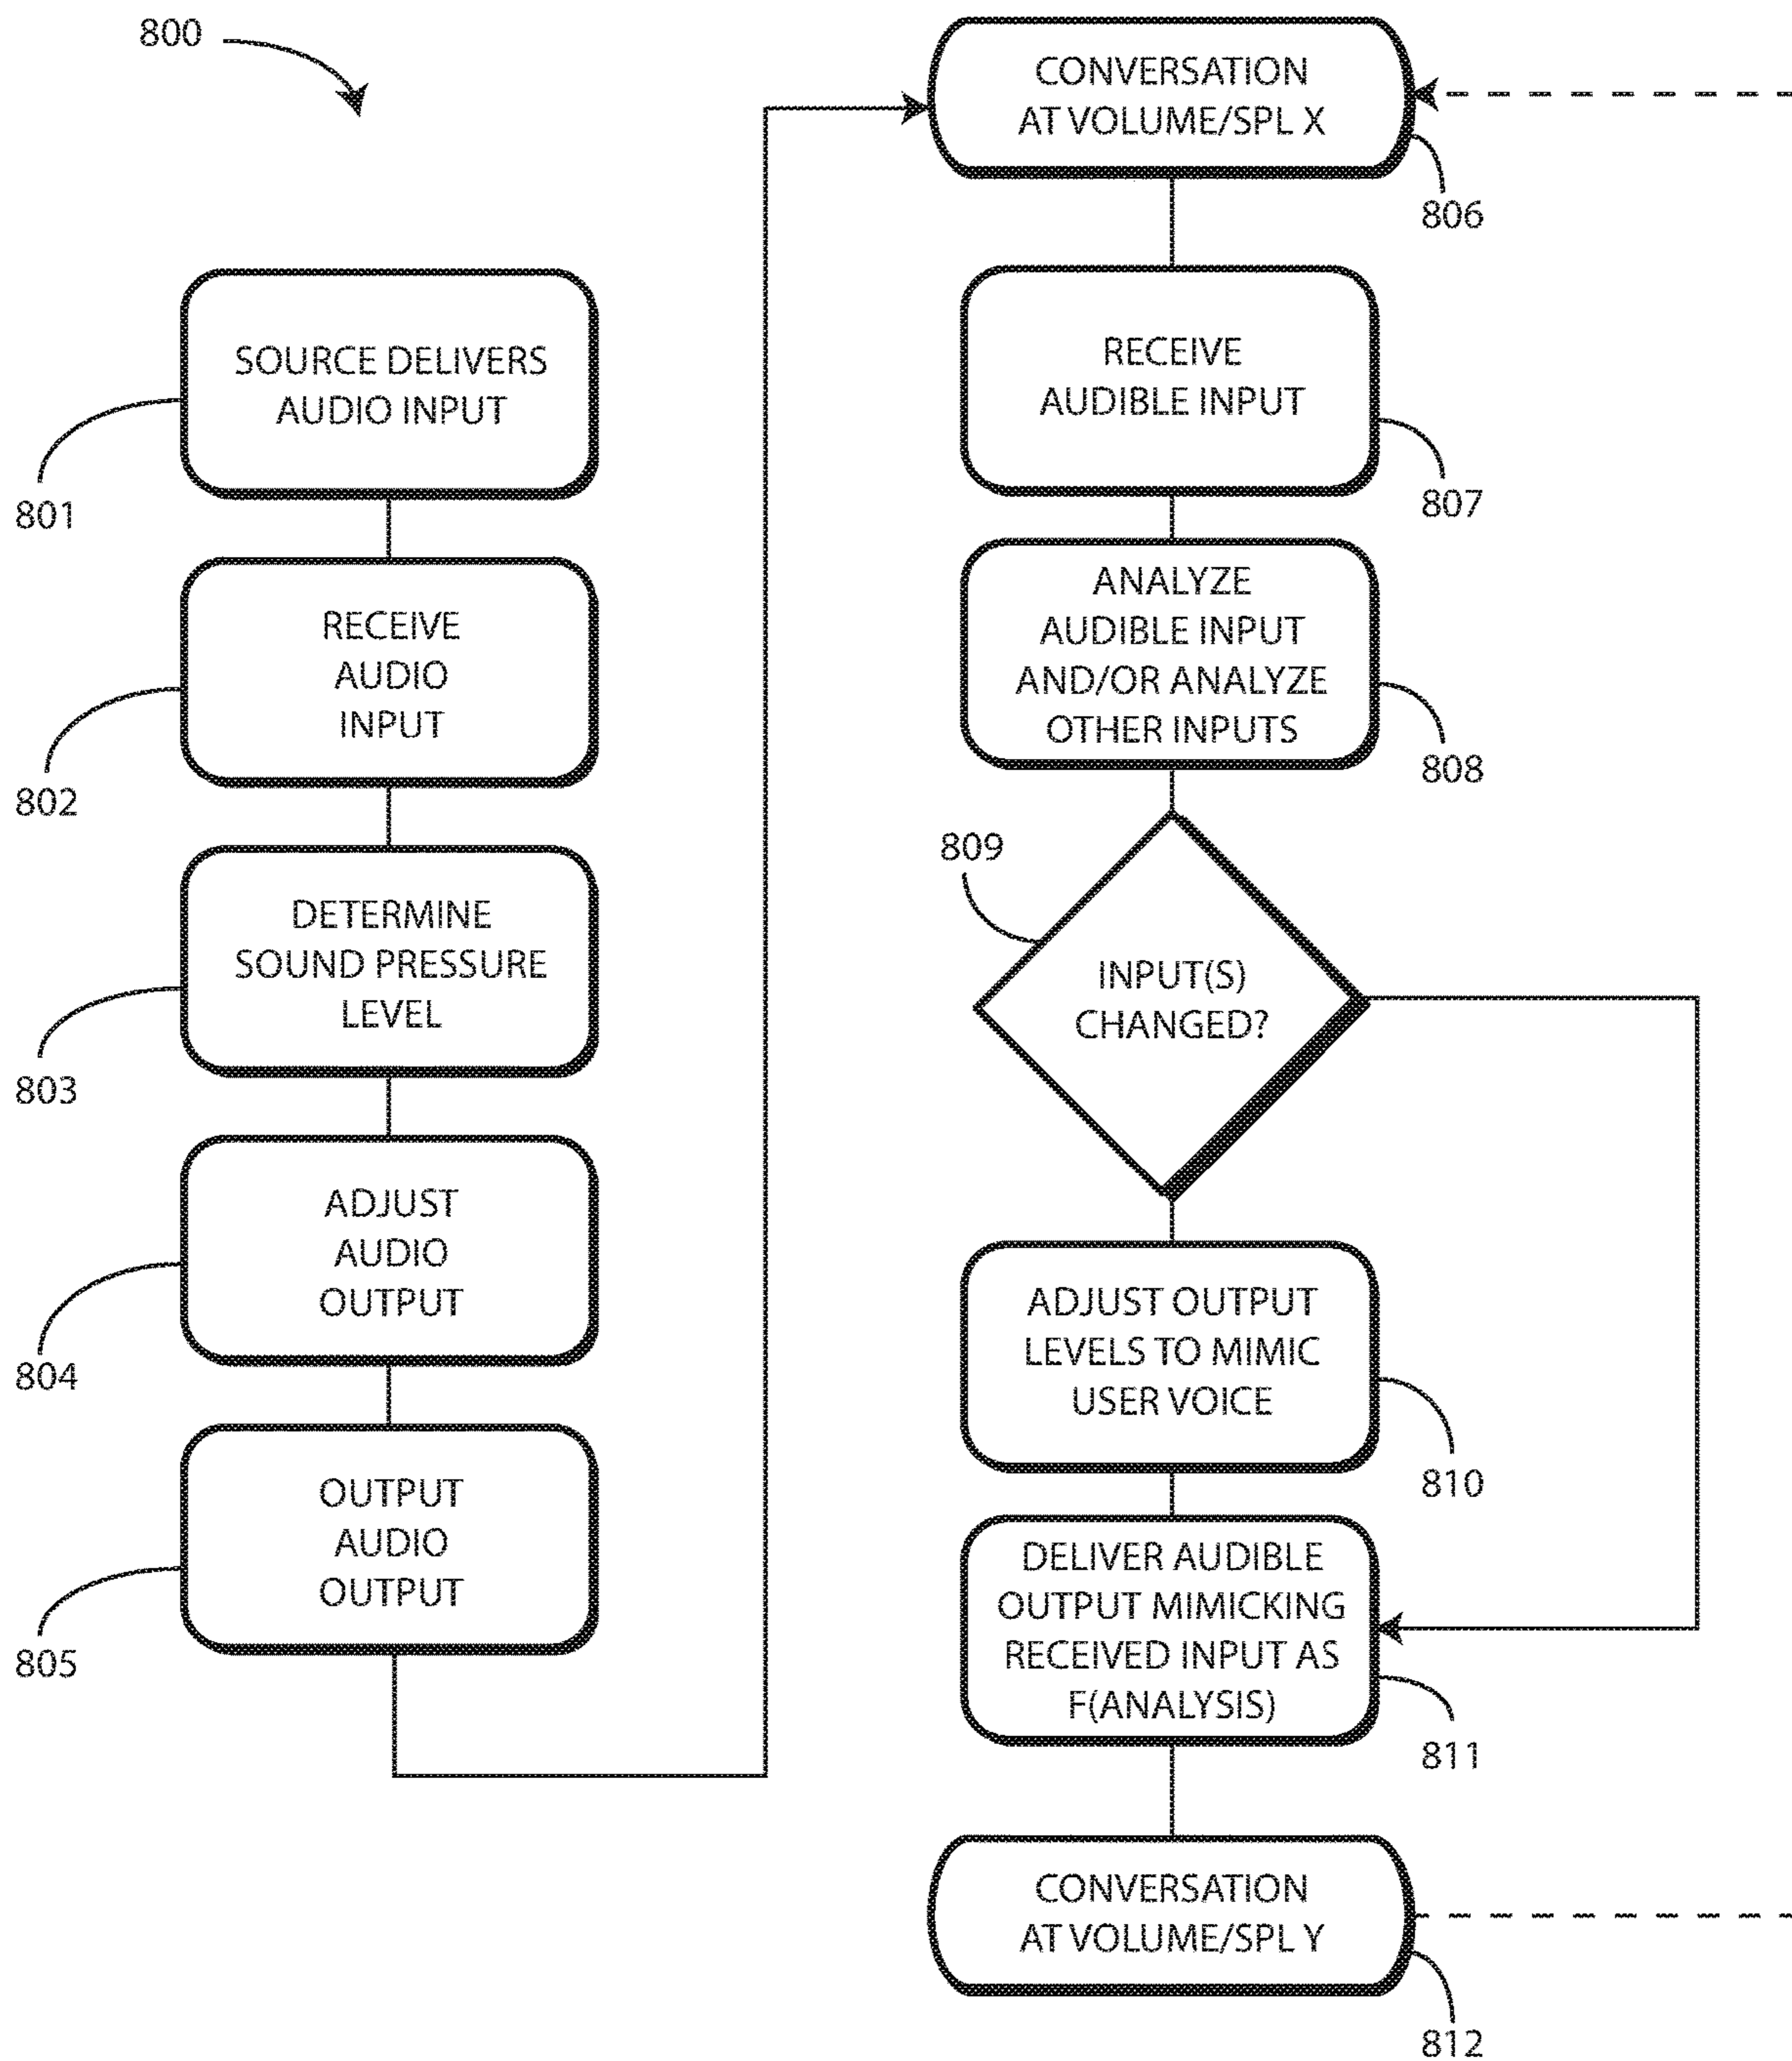 800
SOURCE DELIVERS
AUDIO INPUT
801
RECEIVE
AUDIO
INPUT
802
DETERMINE
SOUND PRESSURE
LEVEL
803
ADJUST
AUDIO
OUTPUT
804
OUTPUT
AUDIO
OUTPUT
805
CONVERSATION
AT VOLUME/SPL X
806
RECEIVE
AUDIBLE INPUT
807
ANALYZE
AUDIBLE INPUT
AND/OR ANALYZE
OTHER INPUTS
808
809
INPUT(S)
CHANGED?
ADJUST OUTPUT
LEVELS TO MIMIC
USER VOICE
810
DELIVER AUDIBLE
OUTPUT MIMICKING
RECEIVED INPUT AS
F(ANALYSIS)
811
CONVERSATION
AT VOLUME/SPL Y
812